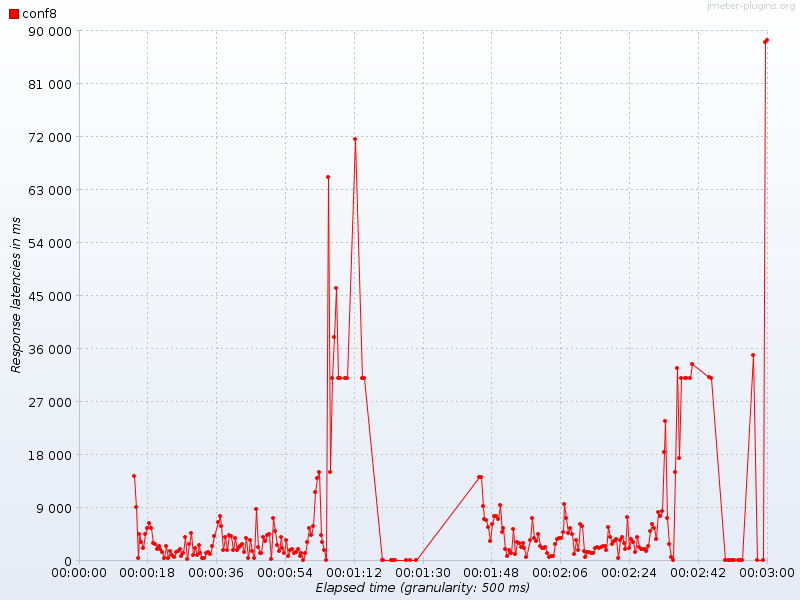 jmeter-plugins.org
conf8
90 000
81 000
72 000
63 000
54 000
45 000
36 000
27 000
18 000
9 000
0
Response latencies in ms
00:00:00 00:00:18 00:00:36 00:00:54 00:01:12 00:01:30 00:01:48 00:02:06 00:02:24 00:02:42 00:03:00
Elapsed time (granularity: 500 ms)